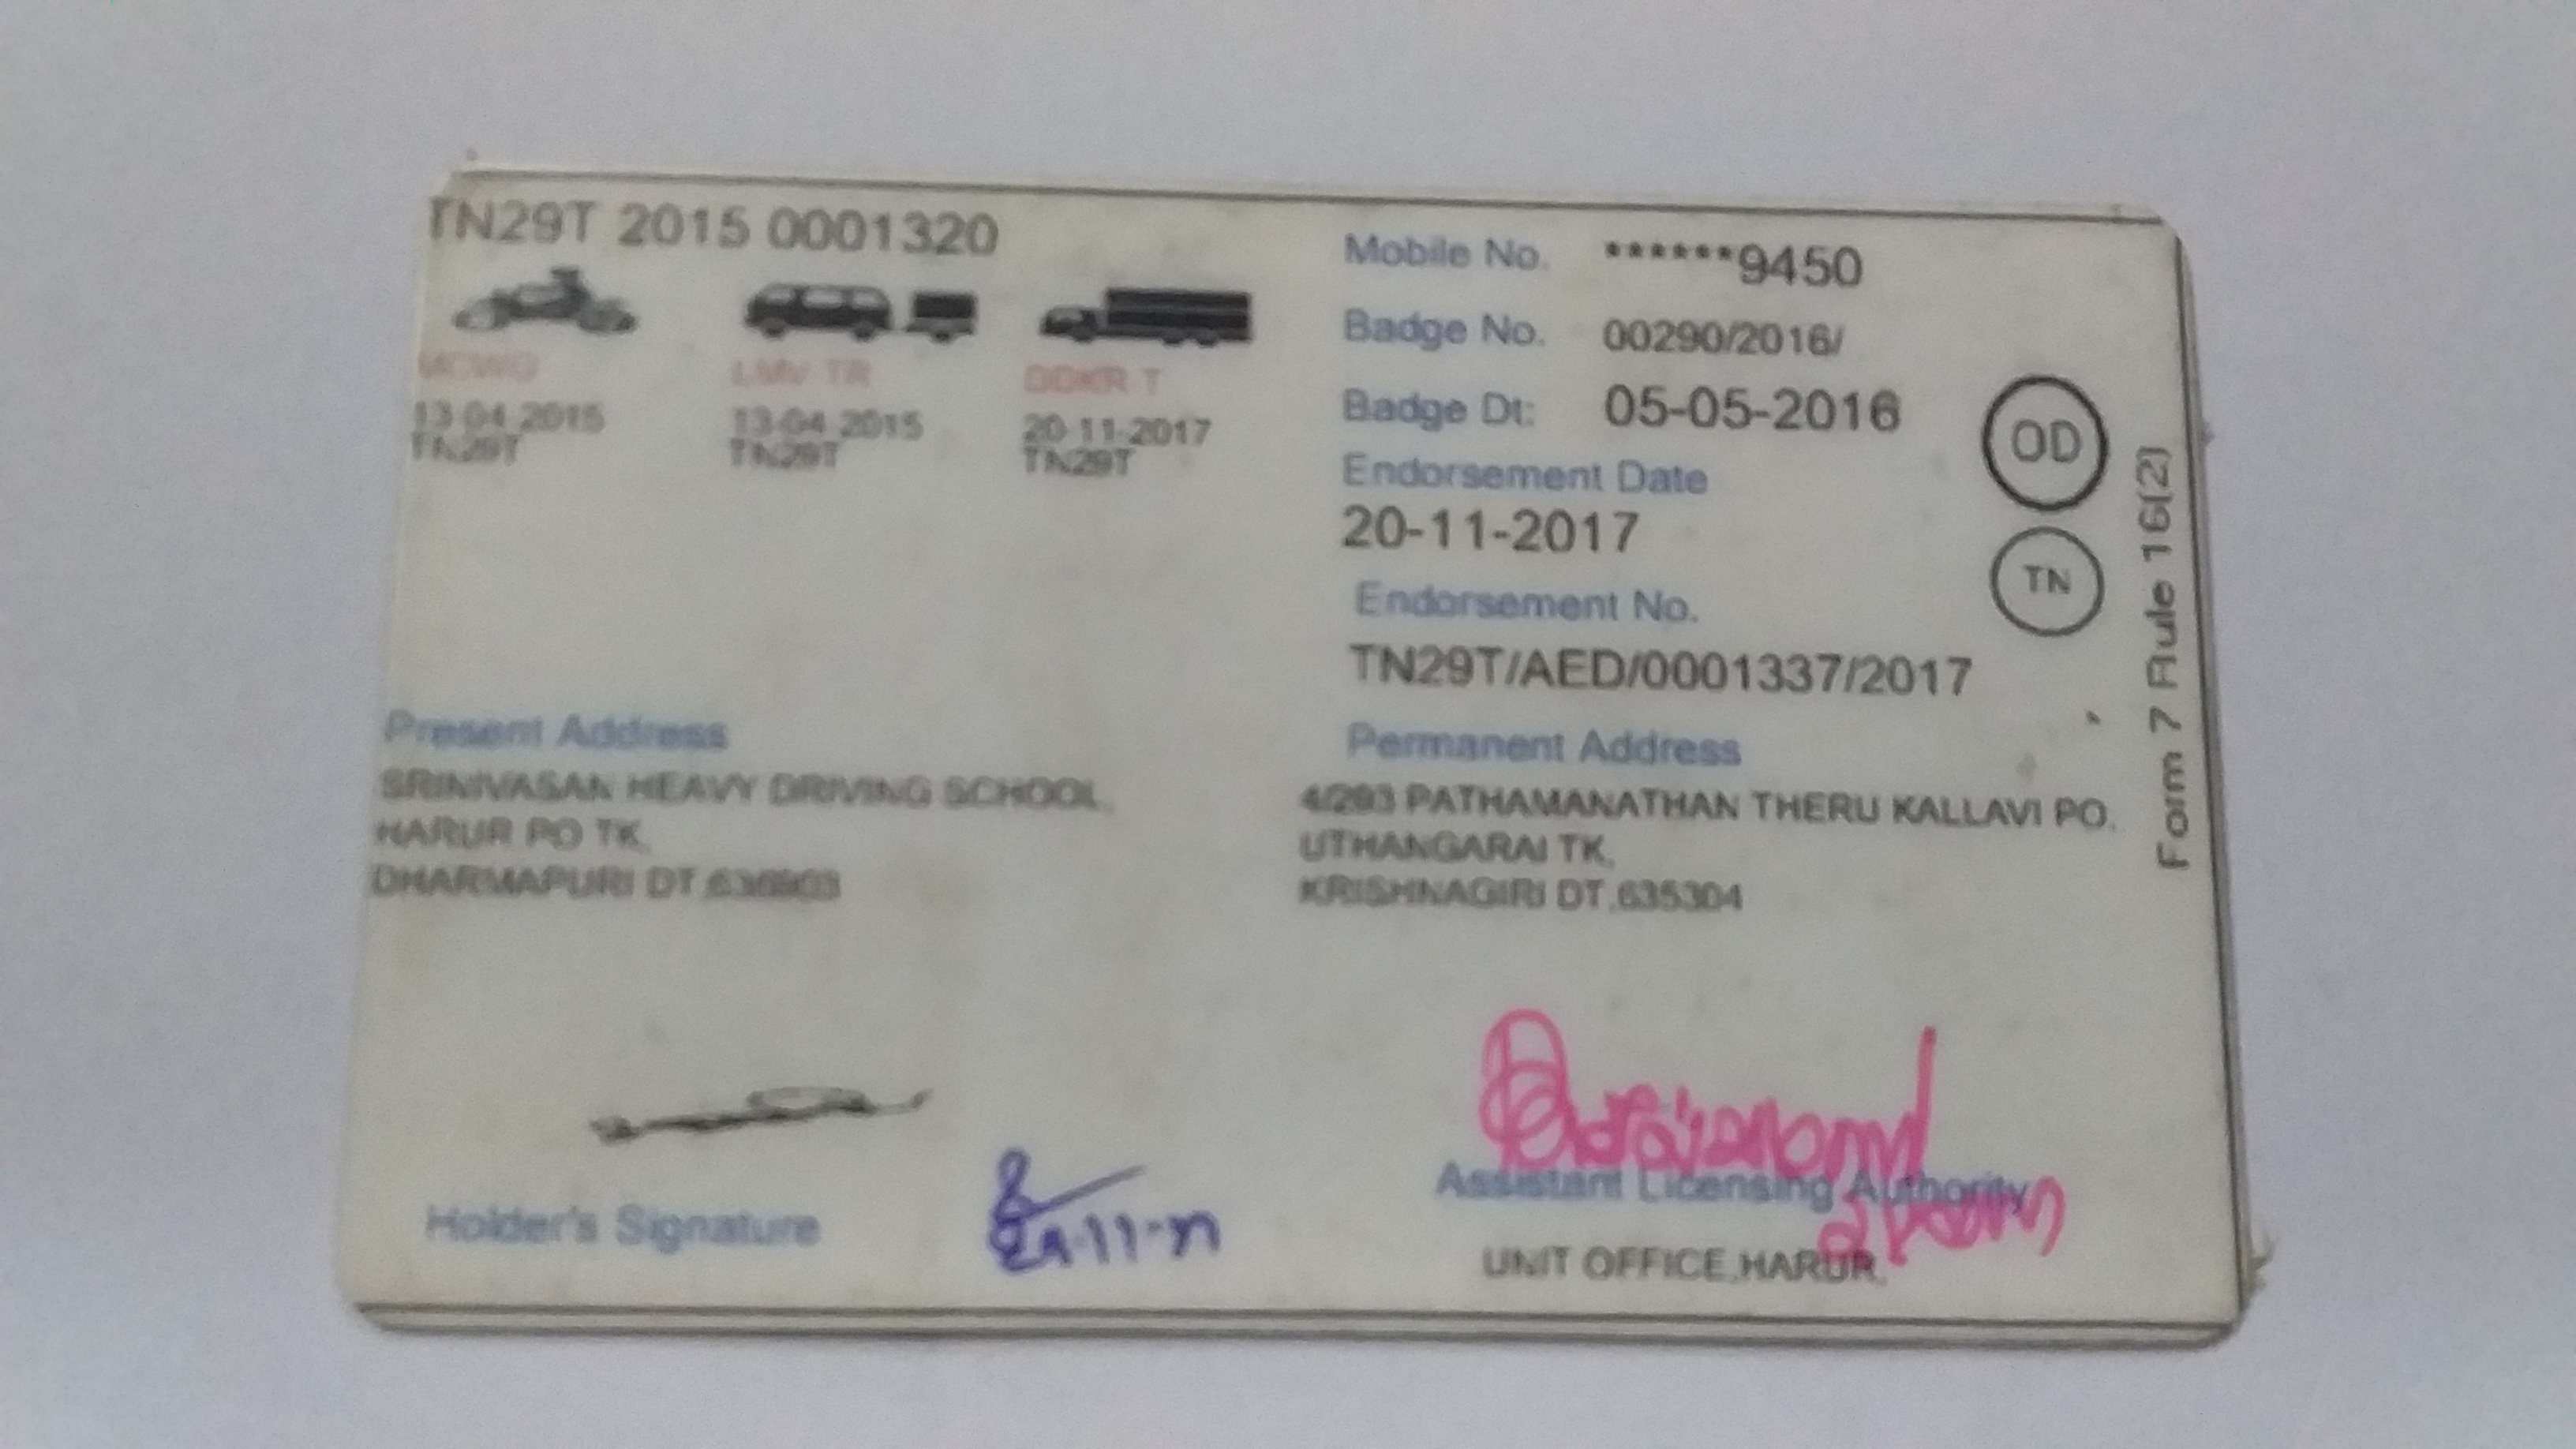 TN29T 2015 0001320
MCWG LMV TR
13-04-2015 13-04-2015 20-11-2017
TN29T TN29T TN29T
Mobile No. ******9450
Badge No. 00290/2016/
Badge Dt: 05-05-2016
Endorsement Date
20-11-2017
Endorsement No.
TN29T/AED/0001337/2017
OD
TN
Form 7 Rule 16(2)
Present Address
SRINIVASAN HEAVY DRIVING SCHOOL,
HARUR PO TK,
DHARMAPURI DT
Permanent Address
4/293 PATHAMANATHAN THERU KALLAVI PO,
UTHANGARAI TK,
KRISHNAGIRI DT,635304
Holder's Signature
Assistant Licensing Authority
UNIT OFFICE,HARUR.